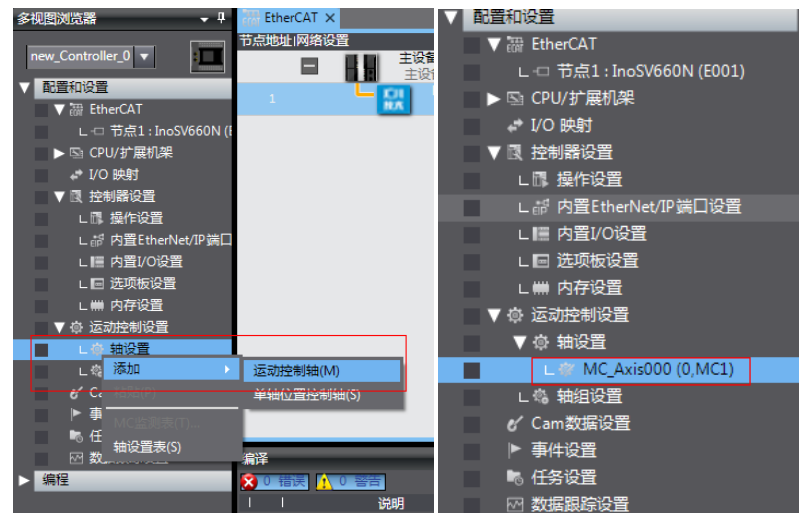 多视图浏览器
new_Controller_0
配置和设置
EtherCAT
节点1 : InoSV660N (E
CPU/扩展机架
I/O 映射
控制器设置
操作设置
内置EtherNet/IP端口
内置I/O设置
选项板设置
内存设置
运动控制设置
轴设置
添加
粘贴(P)
MC监测表(T)...
轴设置表(S)
运动控制轴(M)
单轴位置控制轴(S)
Ca
事
任
数
编程
EtherCAT
节点地址|网络设置
主设备
主设
1
编译
0 错误
0 警告
说明
配置和设置
EtherCAT
节点1 : InoSV660N (E001)
CPU/扩展机架
I/O 映射
控制器设置
操作设置
内置EtherNet/IP端口设置
内置I/O设置
选项板设置
内存设置
运动控制设置
轴设置
MC_Axis000 (0,MC1)
轴组设置
Cam数据设置
事件设置
任务设置
数据跟踪设置